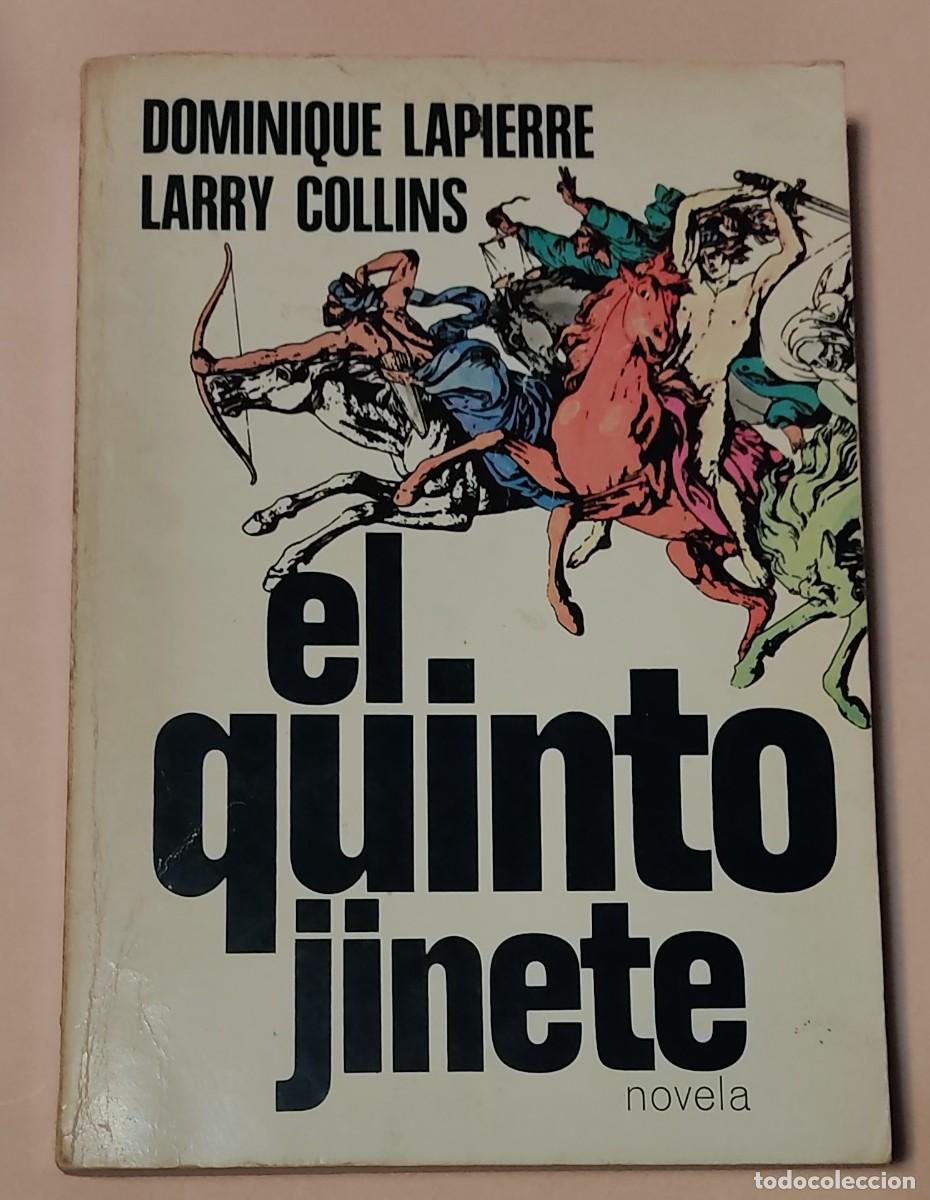 DOMINIQUE LAPIERRE
LARRY COLLINS
el
quinto
jinete
novela
todocoleccion